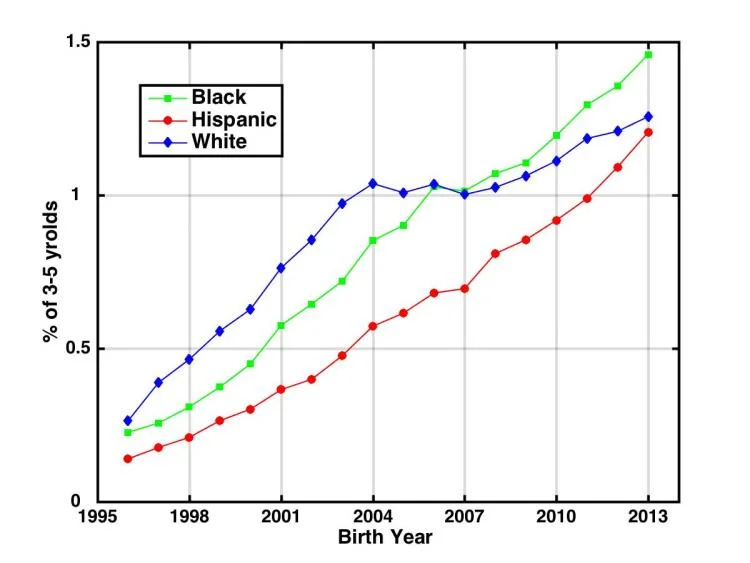 1.5
Black
Hispanic
White
1
% of 3-5 yrolds
0.5
0
1995 1998 2001 2004 2007 2010 2013
Birth Year